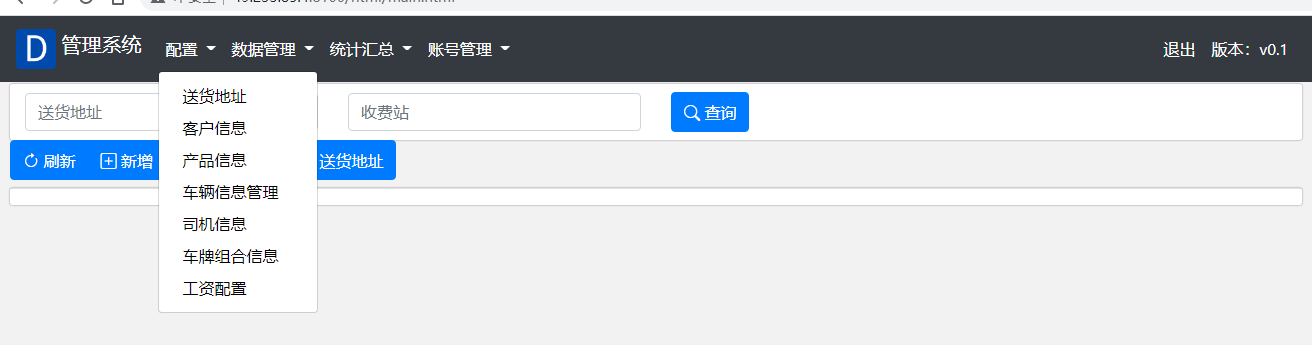 D 管理系统 配置 数据管理 统计汇总 账号管理 退出 版本：v0.1
送货地址 收费站 查询
刷新 新增 送货地址
送货地址
客户信息
产品信息
车辆信息管理
司机信息
车牌组合信息
工资配置